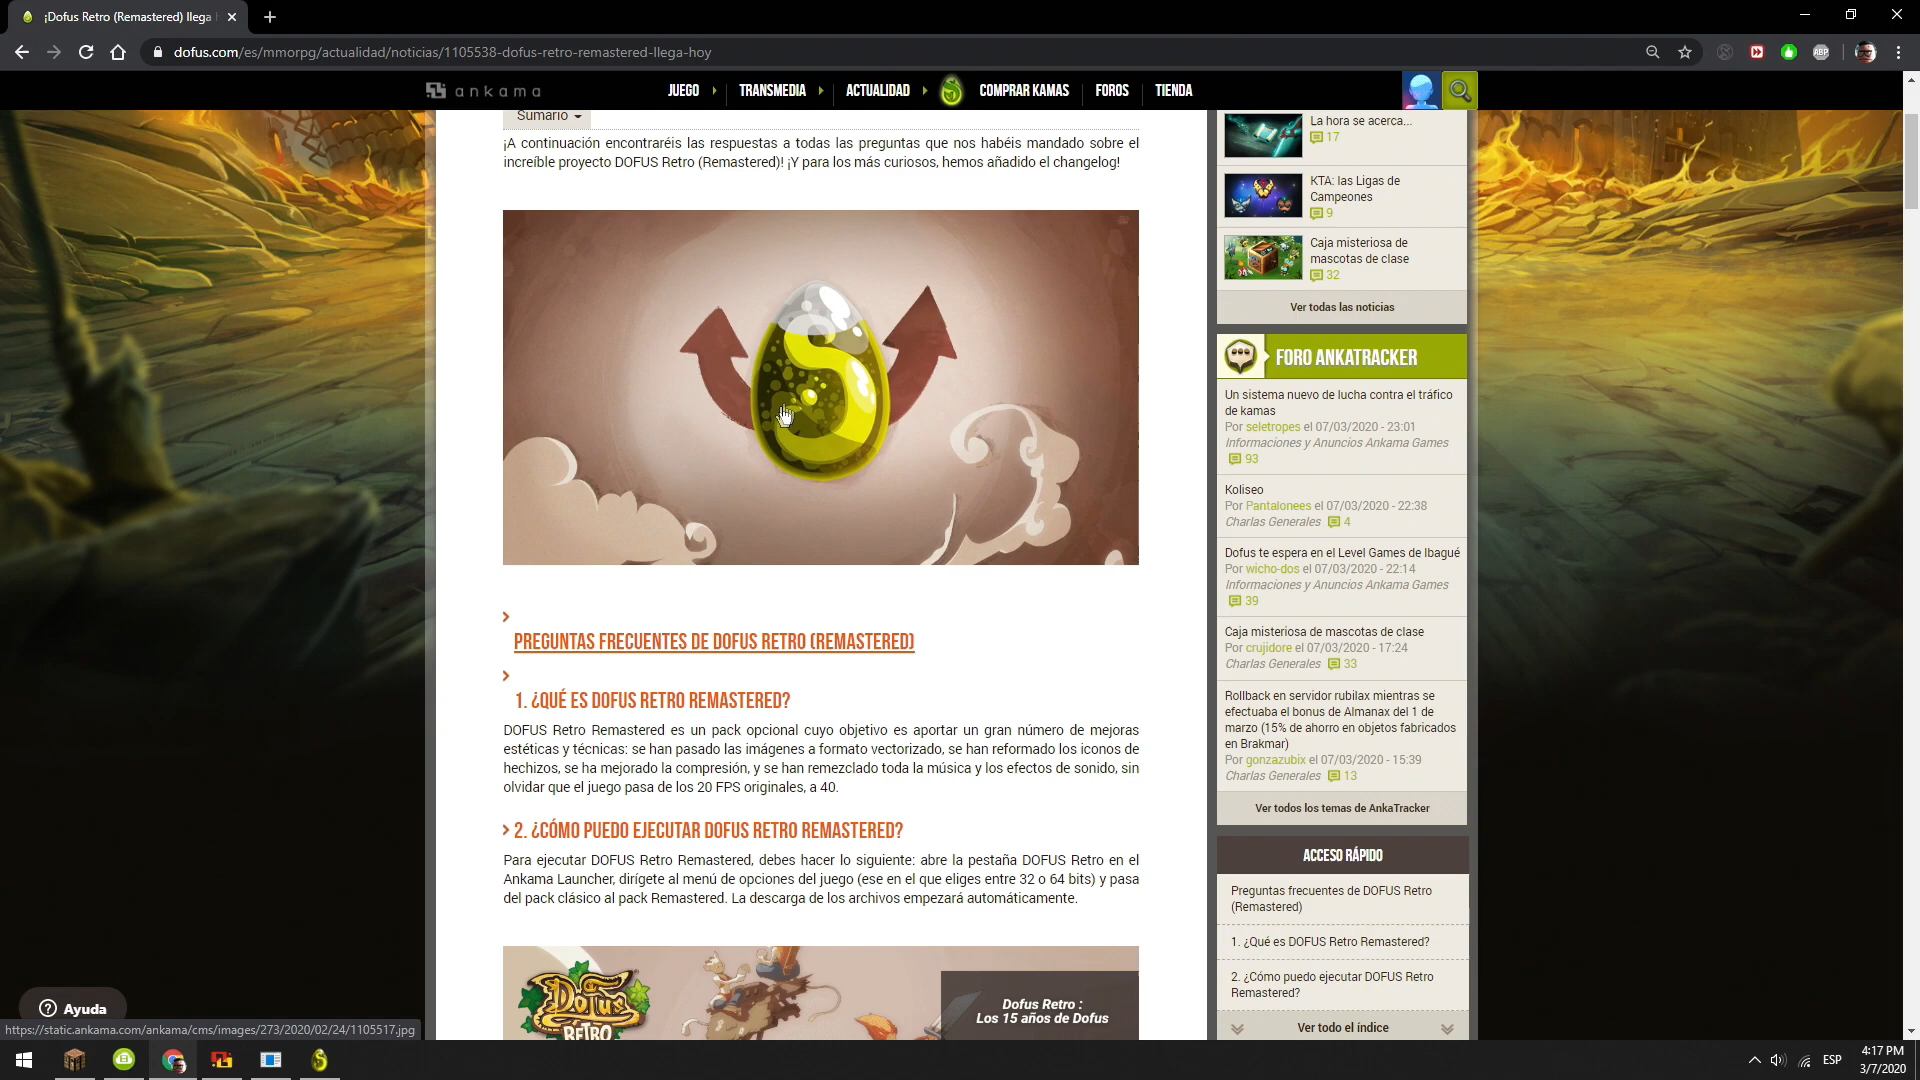 ¡Dofus Retro (Remastered) llega
dofus.com/es/mmorpg/actualidad/noticias/1105538-dofus-retro-remastered-llega-hoy
ABP
ankama
JUEGO
TRANSMEDIA
ACTUALIDAD
COMPRAR KAMAS
FOROS
TIENDA
Sumario
¡A continuación encontraréis las respuestas a todas las preguntas que nos habéis mandado sobre el
increíble proyecto DOFUS Retro (Remastered)! ¡Y para los más curiosos, hemos añadido el changelog!
PREGUNTAS FRECUENTES DE DOFUS RETRO (REMASTERED)
1. ¿QUÉ ES DOFUS RETRO REMASTERED?
DOFUS Retro Remastered es un pack opcional cuyo objetivo es aportar un gran número de mejoras
estéticas y técnicas: se han pasado las imágenes a formato vectorizado, se han reformado los iconos de
hechizos, se ha mejorado la compresión, y se han remezclado toda la música y los efectos de sonido, sin
olvidar que el juego pasa de los 20 FPS originales, a 40.
2. ¿CÓMO PUEDO EJECUTAR DOFUS RETRO REMASTERED?
Para ejecutar DOFUS Retro Remastered, debes hacer lo siguiente: abre la pestaña DOFUS Retro en el
Ankama Launcher, dirígete al menú de opciones del juego (ese en el que eliges entre 32 o 64 bits) y pasa
del pack clásico al pack Remastered. La descarga de los archivos empezará automáticamente.
Dofus
RETRO
Dofus Retro :
Los 15 años de Dofus
La hora se acerca...
17
KTA: las Ligas de
Campeones
9
Caja misteriosa de
mascotas de clase
32
Ver todas las noticias
FORO ANKATRACKER
Un sistema nuevo de lucha contra el tráfico
de kamas
Por seletropes el 07/03/2020 - 23:01
Informaciones y Anuncios Ankama Games
93
Koliseo
Por Pantalonees el 07/03/2020 - 22:38
Charlas Generales 4
Dofus te espera en el Level Games de Ibagué
Por wicho-dos el 07/03/2020 - 22:14
Informaciones y Anuncios Ankama Games
39
Caja misteriosa de mascotas de clase
Por crujidore el 07/03/2020 - 17:24
Charlas Generales 33
Rollback en servidor rubilax mientras se
efectuaba el bonus de Almanax del 1 de
marzo (15% de ahorro en objetos fabricados
en Brakmar)
Por gonzazubix el 07/03/2020 - 15:39
Charlas Generales 13
Ver todos los temas de AnkaTracker
ACCESO RÁPIDO
Preguntas frecuentes de DOFUS Retro
(Remastered)
1. ¿Qué es DOFUS Retro Remastered?
2. ¿Cómo puedo ejecutar DOFUS Retro
Remastered?
Ver todo el índice
Ayuda
https://static.ankama.com/ankama/cms/images/273/2020/02/24/1105517.jpg
ESP
4:17 PM
3/7/2020